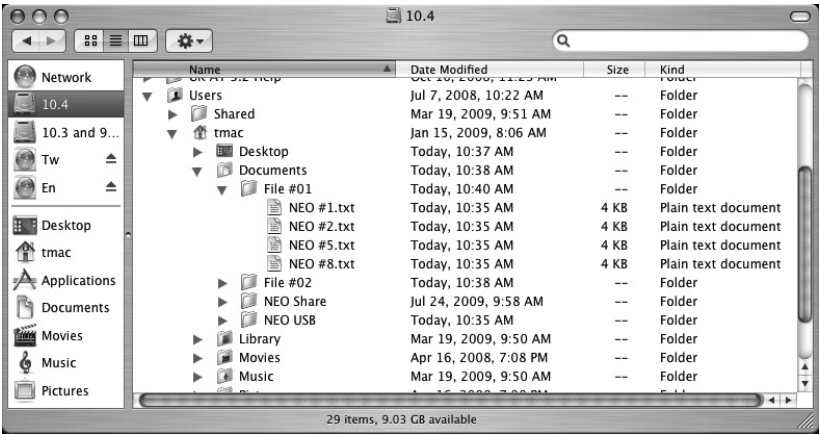 10.4
Name Date Modified Size Kind
Users Jul 7, 2008, 10:22 AM -- Folder
Shared Mar 19, 2009, 9:51 AM -- Folder
tmac Jan 15, 2009, 8:06 AM -- Folder
Desktop Today, 10:37 AM -- Folder
Documents Today, 10:38 AM -- Folder
File #01 Today, 10:40 AM -- Folder
NEO #1.txt Today, 10:35 AM 4 KB Plain text document
NEO #2.txt Today, 10:35 AM 4 KB Plain text document
NEO #5.txt Today, 10:35 AM 4 KB Plain text document
NEO #8.txt Today, 10:35 AM 4 KB Plain text document
File #02 Today, 10:38 AM -- Folder
NEO Share Jul 24, 2009, 9:58 AM -- Folder
NEO USB Today, 10:35 AM -- Folder
Library Mar 19, 2009, 9:50 AM -- Folder
Movies Apr 16, 2008, 7:08 PM -- Folder
Music Mar 19, 2009, 9:50 AM -- Folder
Network
10.4
10.3 and 9...
Tw
En
Desktop
tmac
Applications
Documents
Movies
Music
Pictures
29 items, 9.03 GB available